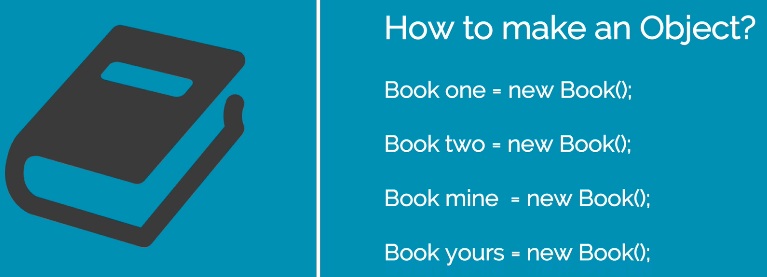 How to make an Object?
Book one = new Book();
Book two = new Book();
Book mine  = new Book();
Book yours = new Book();